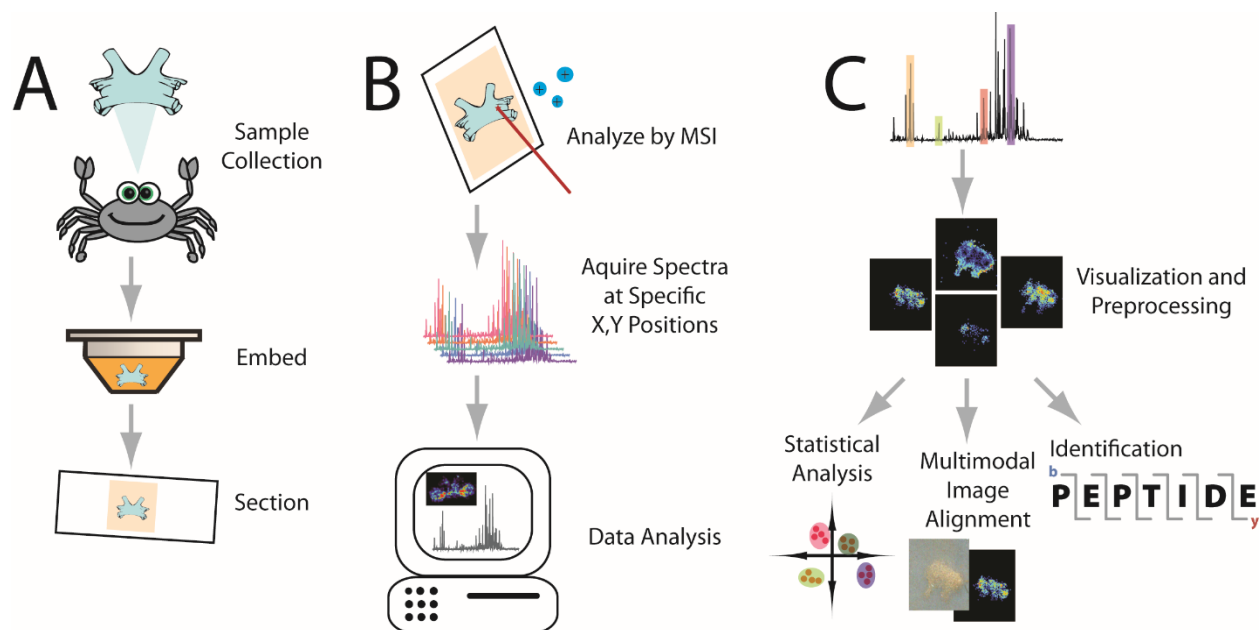 A
Sample
Collection
Embed
Section
B
Analyze by MSI
+
+
+
Aquire Spectra
at Specific
X,Y Positions
Data Analysis
C
Visualization and
Preprocessing
Statistical
Analysis
Multimodal
Image
Alignment
Identification
b
PEPTIDE
y